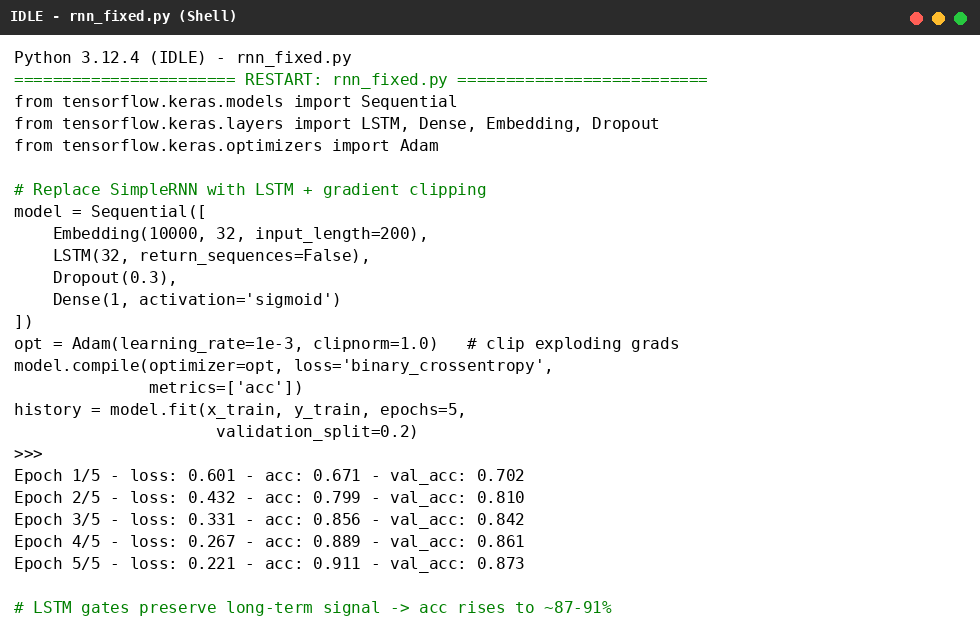 IDLE - rnn_fixed.py (Shell)
Python 3.12.4 (IDLE) - rnn_fixed.py
======================= RESTART: rnn_fixed.py ==========================
from tensorflow.keras.models import Sequential
from tensorflow.keras.layers import LSTM, Dense, Embedding, Dropout
from tensorflow.keras.optimizers import Adam

# Replace SimpleRNN with LSTM + gradient clipping
model = Sequential([
    Embedding(10000, 32, input_length=200),
    LSTM(32, return_sequences=False),
    Dropout(0.3),
    Dense(1, activation='sigmoid')
])
opt = Adam(learning_rate=1e-3, clipnorm=1.0)   # clip exploding grads
model.compile(optimizer=opt, loss='binary_crossentropy',
              metrics=['acc'])
history = model.fit(x_train, y_train, epochs=5,
                     validation_split=0.2)
>>>
Epoch 1/5 - loss: 0.601 - acc: 0.671 - val_acc: 0.702
Epoch 2/5 - loss: 0.432 - acc: 0.799 - val_acc: 0.810
Epoch 3/5 - loss: 0.331 - acc: 0.856 - val_acc: 0.842
Epoch 4/5 - loss: 0.267 - acc: 0.889 - val_acc: 0.861
Epoch 5/5 - loss: 0.221 - acc: 0.911 - val_acc: 0.873

# LSTM gates preserve long-term signal -> acc rises to ~87-91%